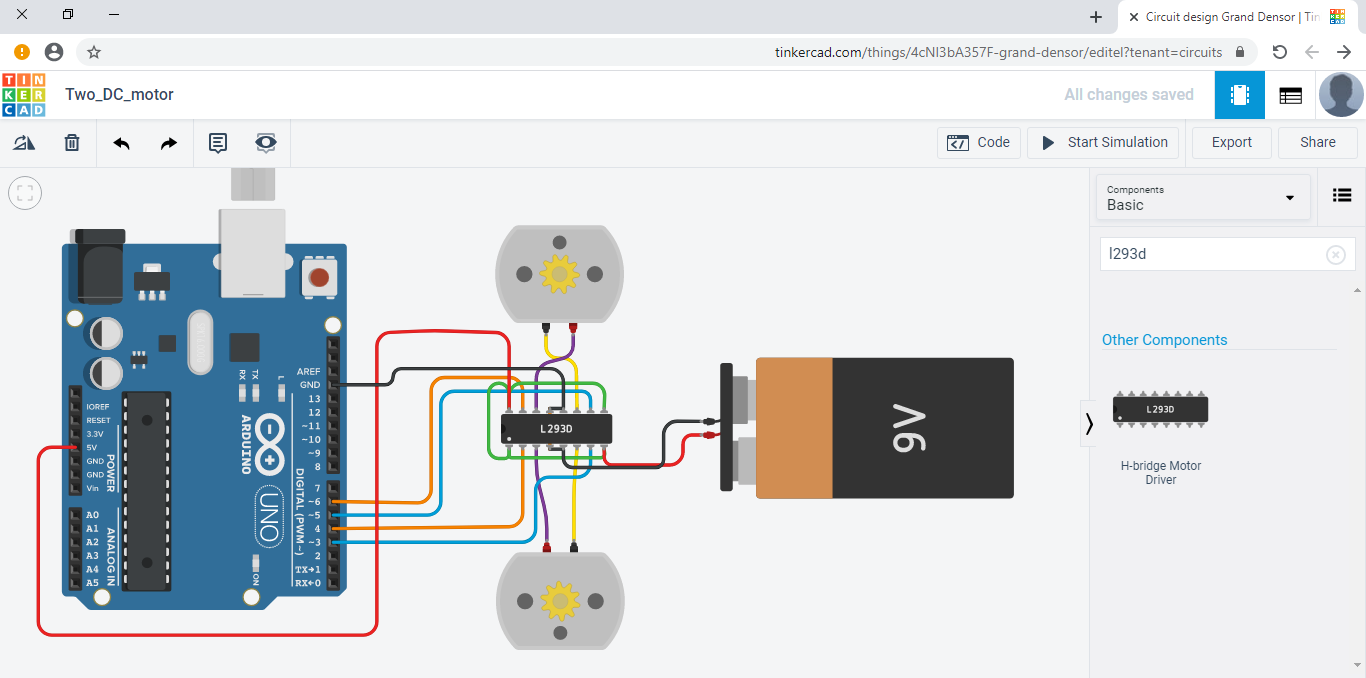 Circuit design Grand Densor | Tin
tinkercad.com/things/4cNI3bA357F-grand-densor/editel?tenant=circuits
TIN
KER
CAD
Two_DC_motor
All changes saved
Code
Start Simulation
Export
Share
Components
Basic
l293d
Other Components
L293D
H-bridge Motor
Driver
RX
TX
L
AREF
GND
13
12
~11
~10
~9
8
7
~6
~5
4
~3
2
TX→1
RX←0
DIGITAL (PWM~)
ARDUINO
UNO
ON
IOREF
RESET
3.3V
5V
GND
GND
Vin
POWER
A0
A1
A2
A3
A4
A5
ANALOG IN
L293D
9V